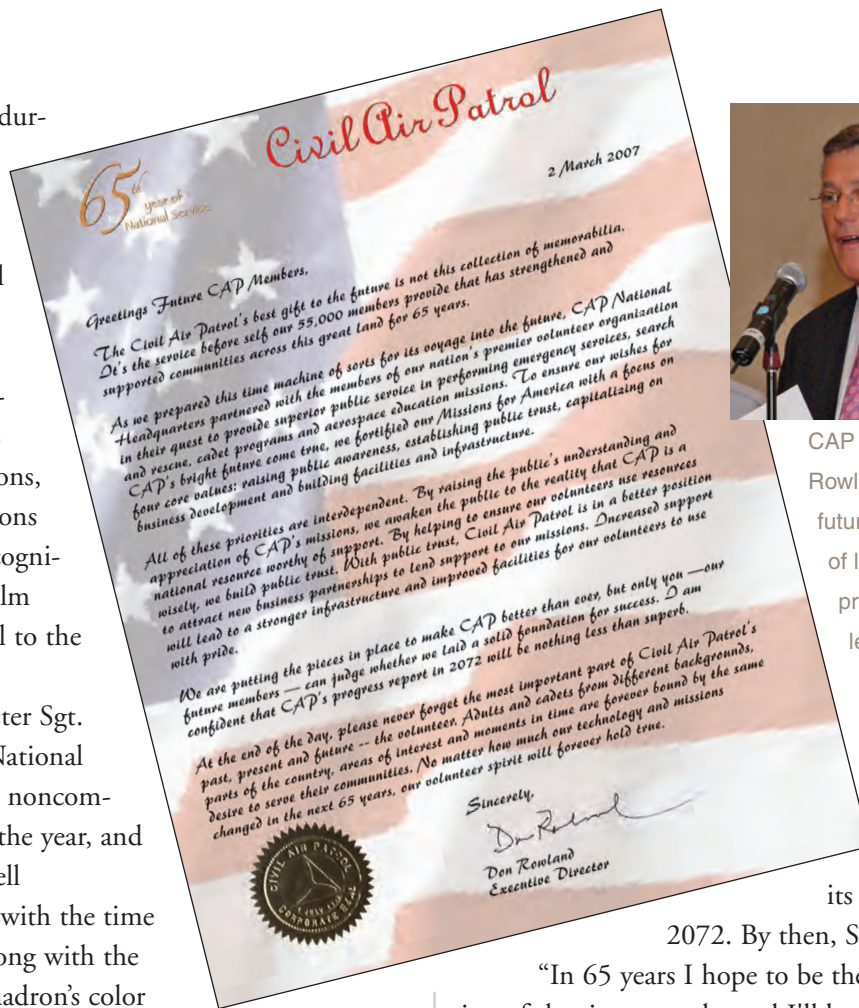 dur-
ons,
ons
cogni-
lm
l to the
ter Sgt.
National
noncom-
the year, and
ell
with the time
ong with the
uadron's color
Civil Air Patrol
65th
year of
National Service
2 March 2007
Greetings Future CAP Members,
The Civil Air Patrol's best gift to the future is not this collection of memorabilia.
It's the service before self our 55,000 members provide that has strengthened and
supported communities across this great land for 65 years.
As we prepared this time machine of sorts for its voyage into the future, CAP National
Headquarters partnered with the members of our nation's premier volunteer organization
in their quest to provide superior public service in performing emergency services, search
and rescue, cadet programs and aerospace education missions. To ensure our wishes for
CAP's bright future come true, we fortified our Missions for America with a focus on
four core values: raising public awareness, establishing public trust, capitalizing on
business development and building facilities and infrastructure.
All of these priorities are interdependent. By raising the public's understanding and
appreciation of CAP's missions, we awaken the public to the reality that CAP is a
national resource worthy of support. By helping to ensure our volunteers use resources
wisely, we build public trust. With public trust, Civil Air Patrol is in a better position
to attract new business partnerships to lend support to our missions. Increased support
will lead to a stronger infrastructure and improved facilities for our volunteers to use
with pride.
We are putting the pieces in place to make CAP better than ever, but only you —our
future members — can judge whether we laid a solid foundation for success. I am
confident that CAP's progress report in 2072 will be nothing less than superb.
At the end of the day, please never forget the most important part of Civil Air Patrol's
past, present and future -- the volunteer. Adults and cadets from different backgrounds,
parts of the country, areas of interest and moments in time are forever bound by the same
desire to serve their communities. No matter how much our technology and missions
changed in the next 65 years, our volunteer spirit will forever hold true.
Sincerely,
Don Rowland
Don Rowland
Executive Director
CIVIL AIR PATROL
CORPORATE SEAL
CAP
Rowl
futur
of l
pr
le
its
2072. By then, S
"In 65 years I hope to be the